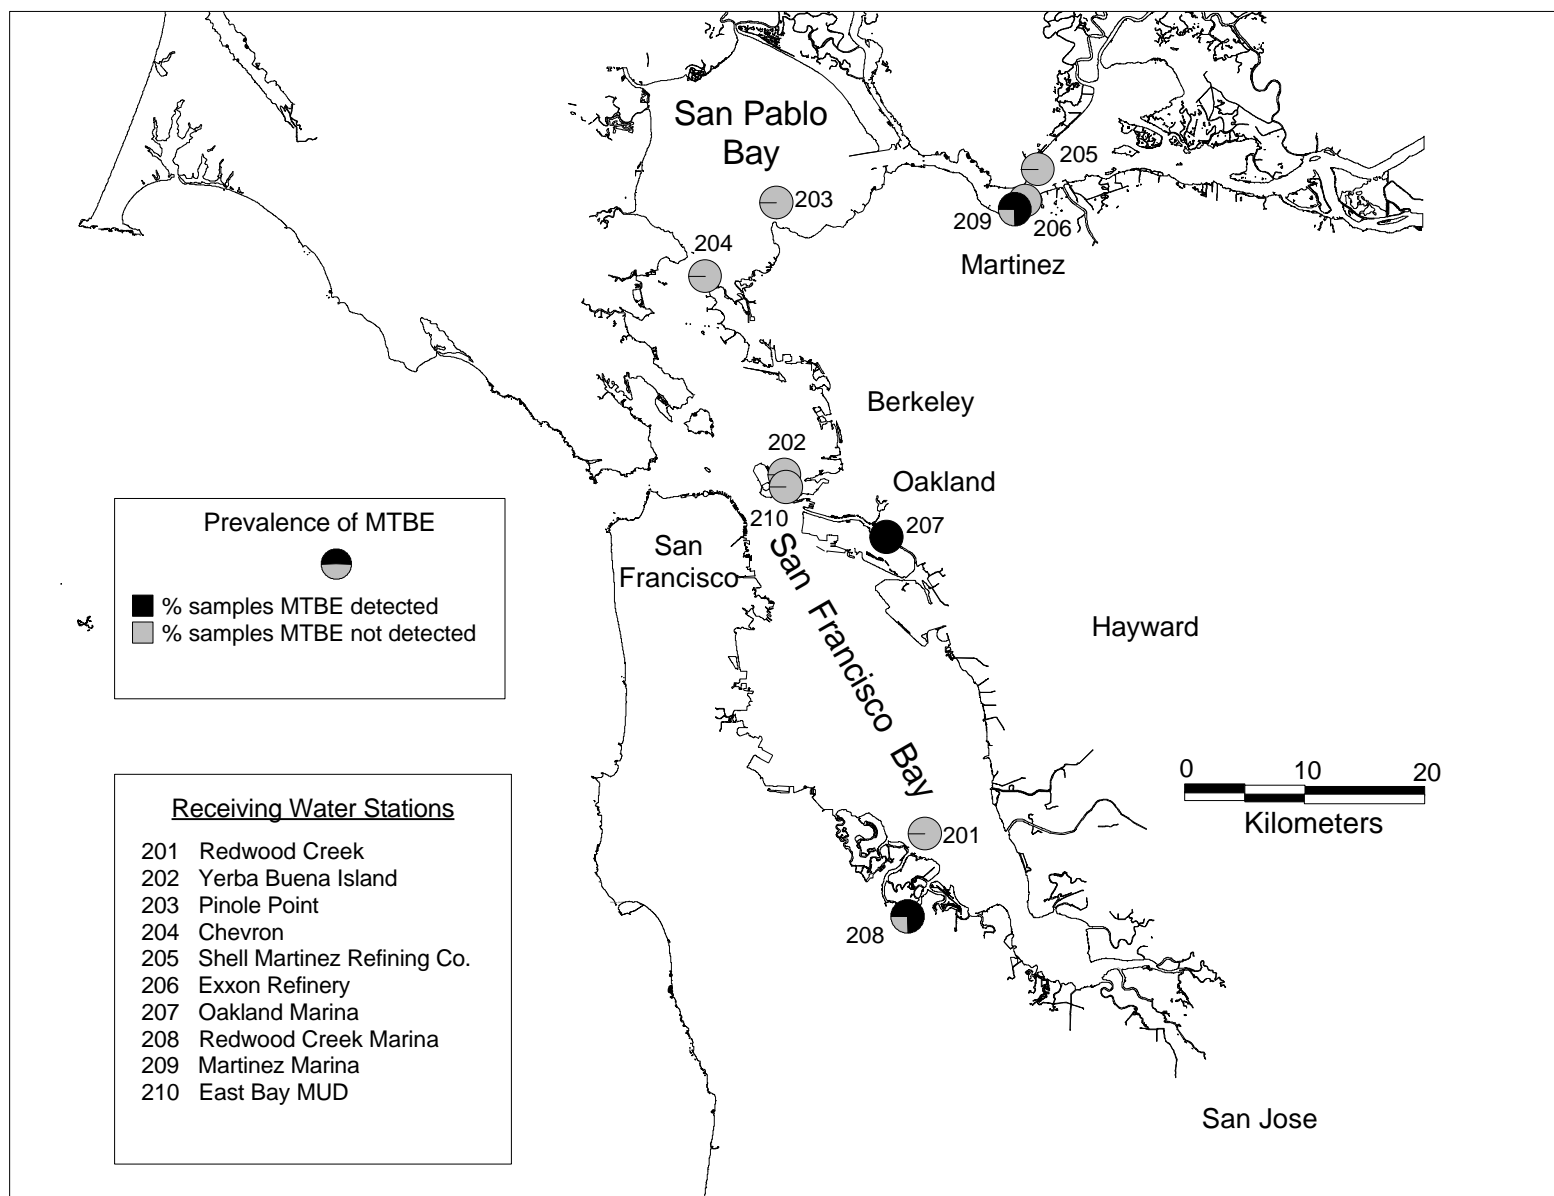 San Pablo
Bay
205
203
209
206
204
Martinez
Berkeley
202
Oakland
210
207
San
Francisco
San Francisco Bay
Hayward
Prevalence of MTBE
% samples MTBE detected
% samples MTBE not detected
0 10 20
Kilometers
201
208
San Jose
Receiving Water Stations
201 Redwood Creek
202 Yerba Buena Island
203 Pinole Point
204 Chevron
205 Shell Martinez Refining Co.
206 Exxon Refinery
207 Oakland Marina
208 Redwood Creek Marina
209 Martinez Marina
210 East Bay MUD